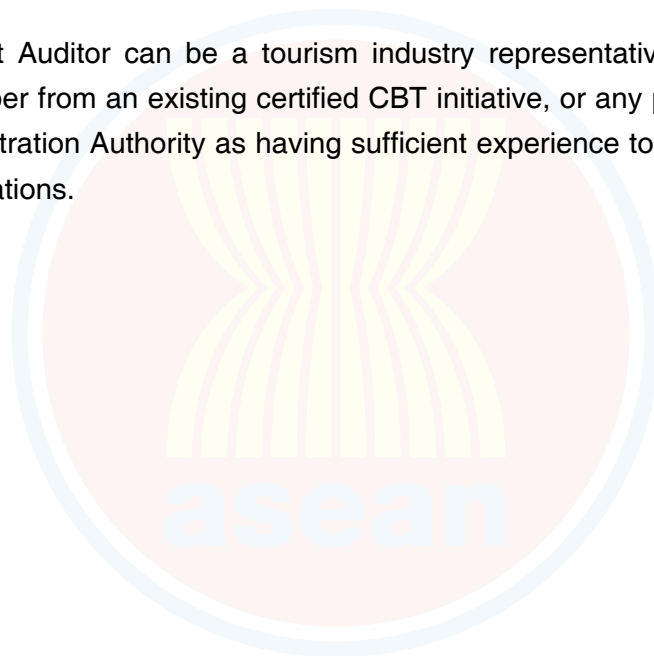 t Auditor can be a tourism industry representativ
ber from an existing certified CBT initiative, or any p
stration Authority as having sufficient experience to
ations.
asean